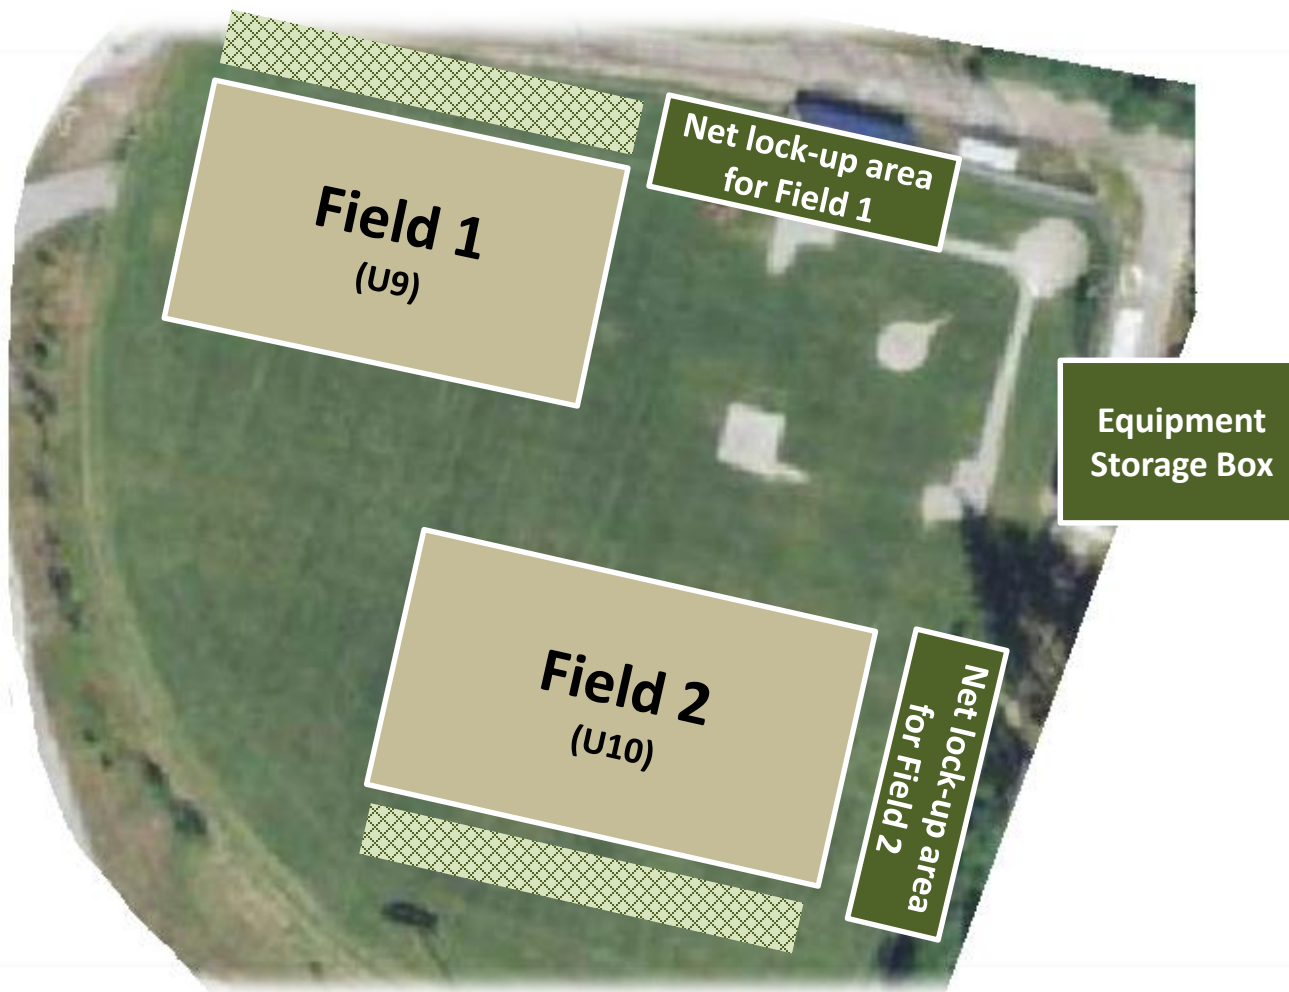 Net lock-up area
for Field 1
Field 1
(U9)
Equipment
Storage Box
Field 2
(U10)
Net lock-up area
for Field 2